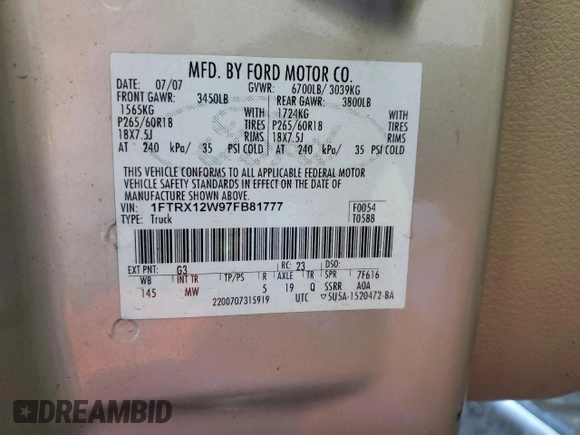 MFD. BY FORD MOTOR CO.
DATE: 07/07 GVWR: 6700LB/ 3039KG
FRONT GAWR: 3450LB REAR GAWR: 3800LB
1565KG WITH 1724KG WITH
P265/60R18 TIRES P265/60R18 TIRES
18X7.5J RIMS 18X7.5J RIMS
AT 240 kPa/ 35 PSI COLD AT 240 kPa/ 35 PSI COLD
THIS VEHICLE CONFORMS TO ALL APPLICABLE FEDERAL MOTOR
VEHICLE SAFETY STANDARDS IN EFFECT ON THE DATE OF
MANUFACTURE SHOWN ABOVE.
VIN: 1FTRX12W97FB81777 F0054
TYPE: Truck T0588
EXT PNT: G3 RC: 23 DSO:
WB INT TR TP/PS R AXLE TR SPR 7F616
145 MW 5 19 Q SSRR A0A
2200707315919 UTC ▽5U5A-1520472-BA
DREAMBID